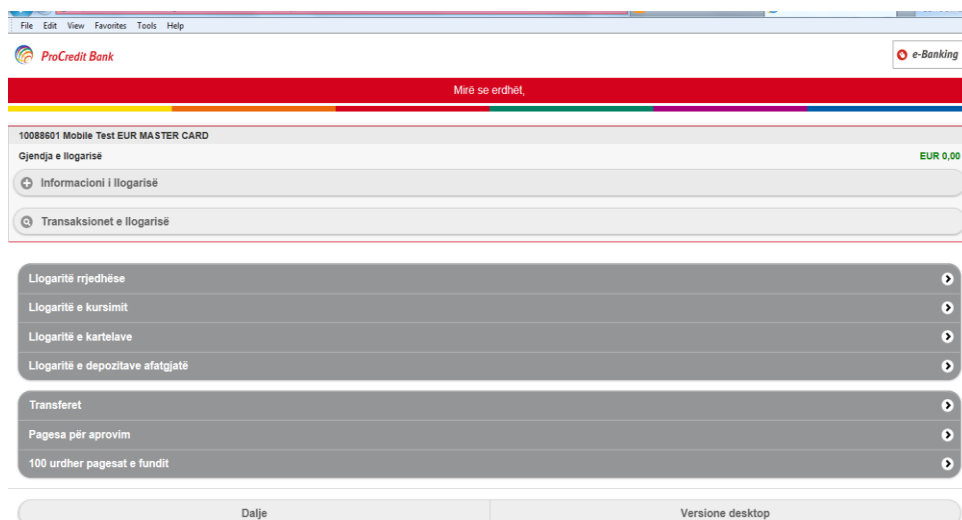 File Edit View Favorites Tools Help
ProCredit Bank
e-Banking
Mirë se erdhët,
10088601 Mobile Test EUR MASTER CARD
Gjendja e llogarisë EUR 0,00
Informacioni i llogarisë
Transaksionet e llogarisë
Llogaritë rrjedhëse
Llogaritë e kursimit
Llogaritë e kartelave
Llogaritë e depozitave afatgjatë
Transferet
Pagesa për aprovim
100 urdher pagesat e fundit
Dalje Versione desktop